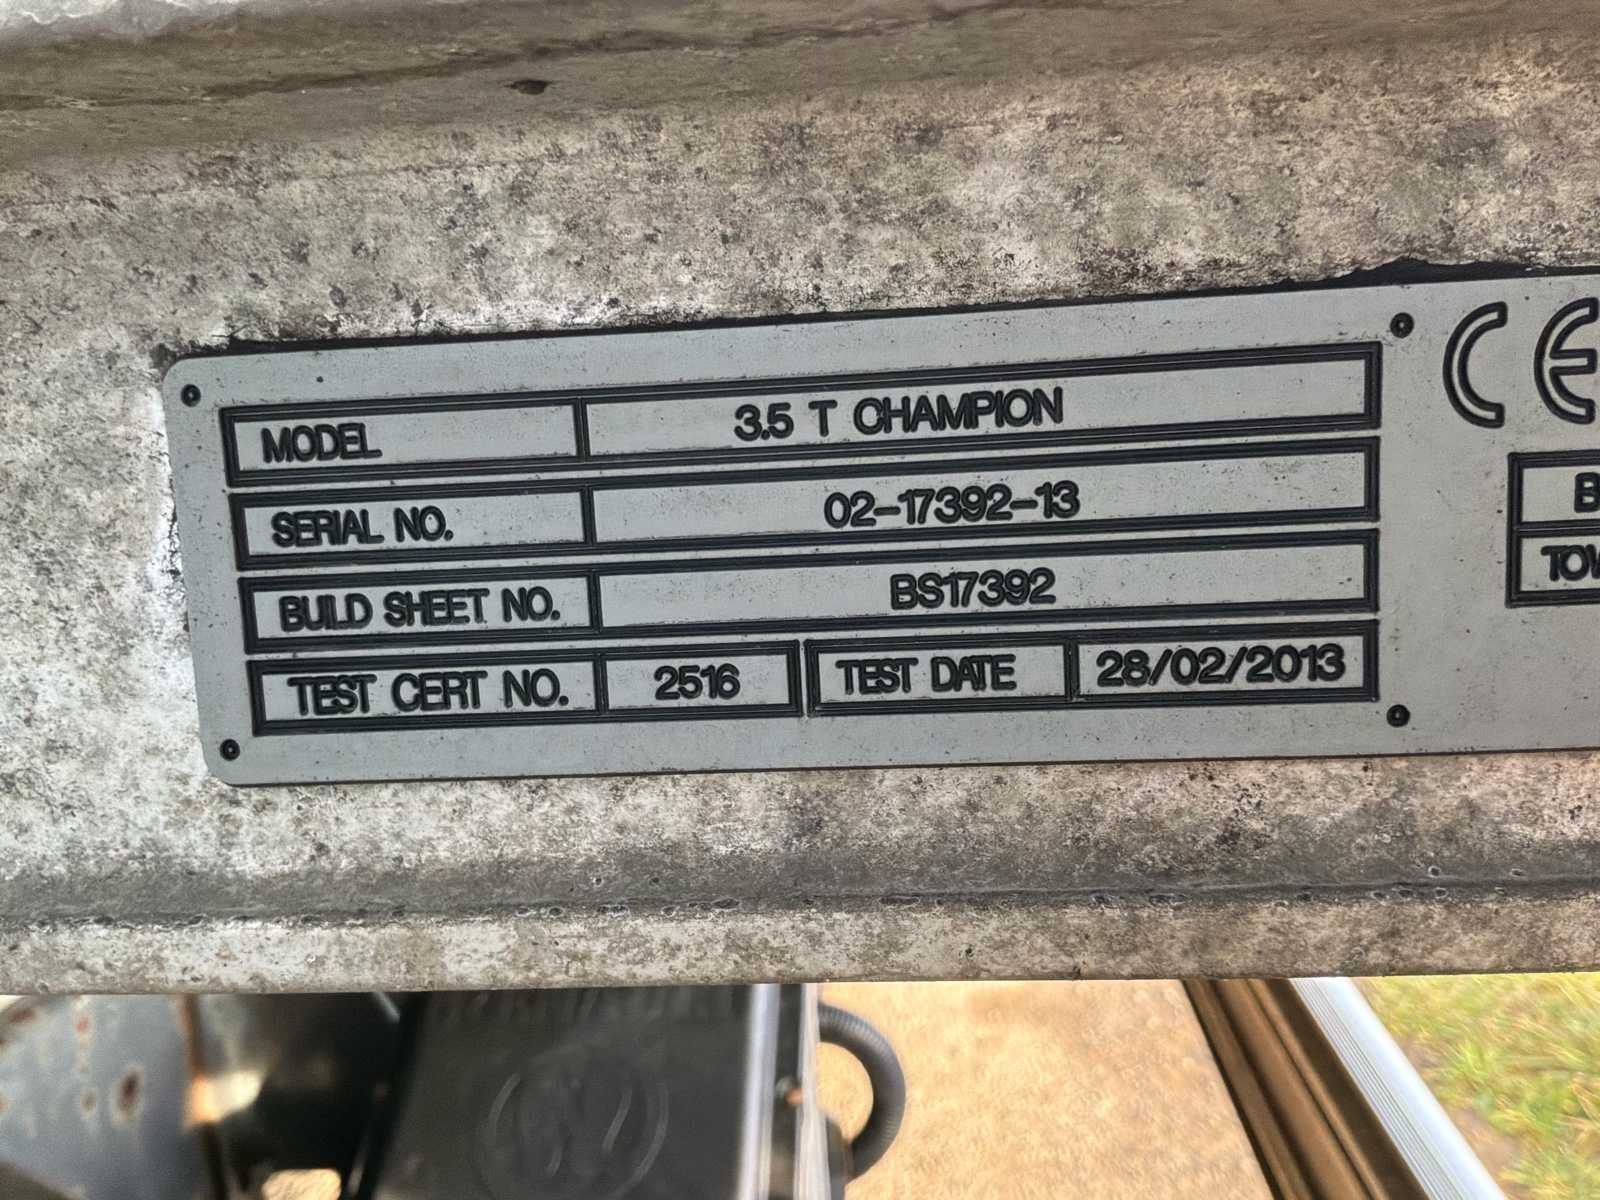 MODEL 3.5 T CHAMPION
SERIAL NO. 02-17392-13
BUILD SHEET NO. BS17392
TEST CERT NO. 2516 TEST DATE 28/02/2013
CE